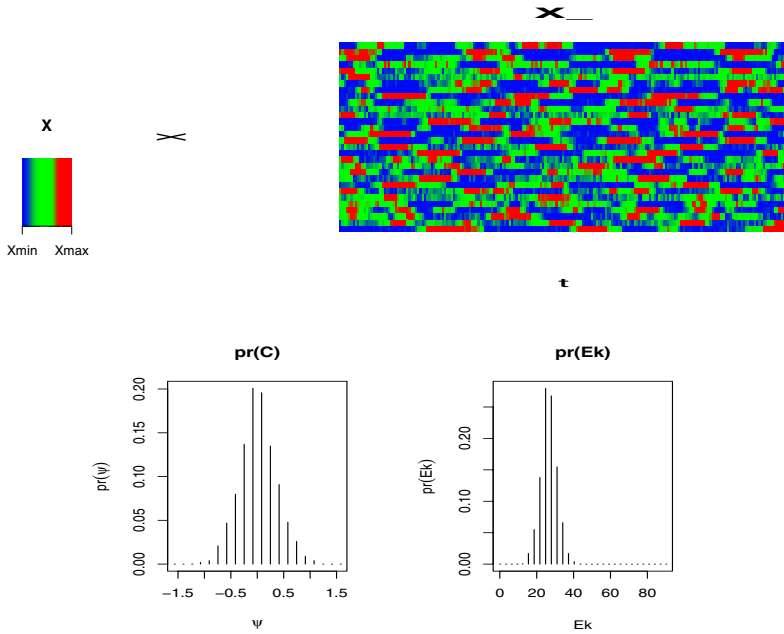 X__
X
X
Xmin Xmax
t
pr(C)
pr(ψ)
0.00 0.05 0.10 0.15 0.20
−1.5 −0.5 0.5 1.5
ψ
pr(Ek)
pr(Ek)
0.00 0.10 0.20
0 20 40 60 80
Ek